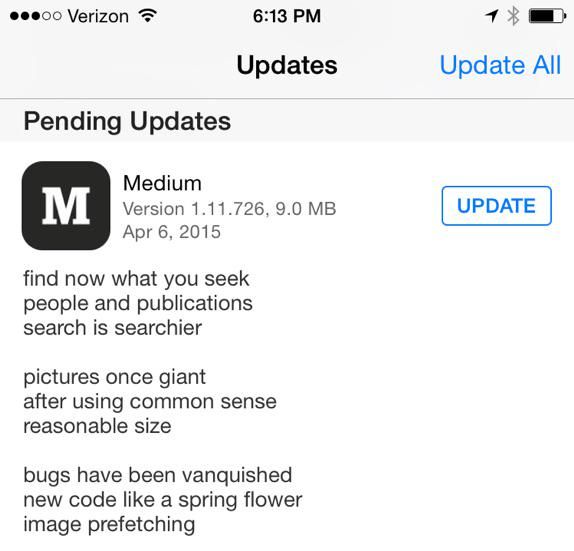 Verizon 6:13 PM
Updates Update All
Pending Updates
M
Medium
Version 1.11.726, 9.0 MB
Apr 6, 2015
UPDATE
find now what you seek
people and publications
search is searchier
pictures once giant
after using common sense
reasonable size
bugs have been vanquished
new code like a spring flower
image prefetching